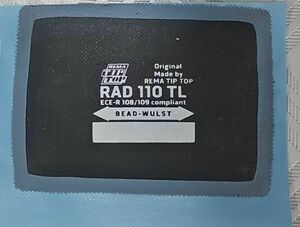 REMA
TIP
TOP
Original
Made by
REMA TIP TOP
RAD 110 TL
ECE-R 108/109 compliant
BEAD-WULST